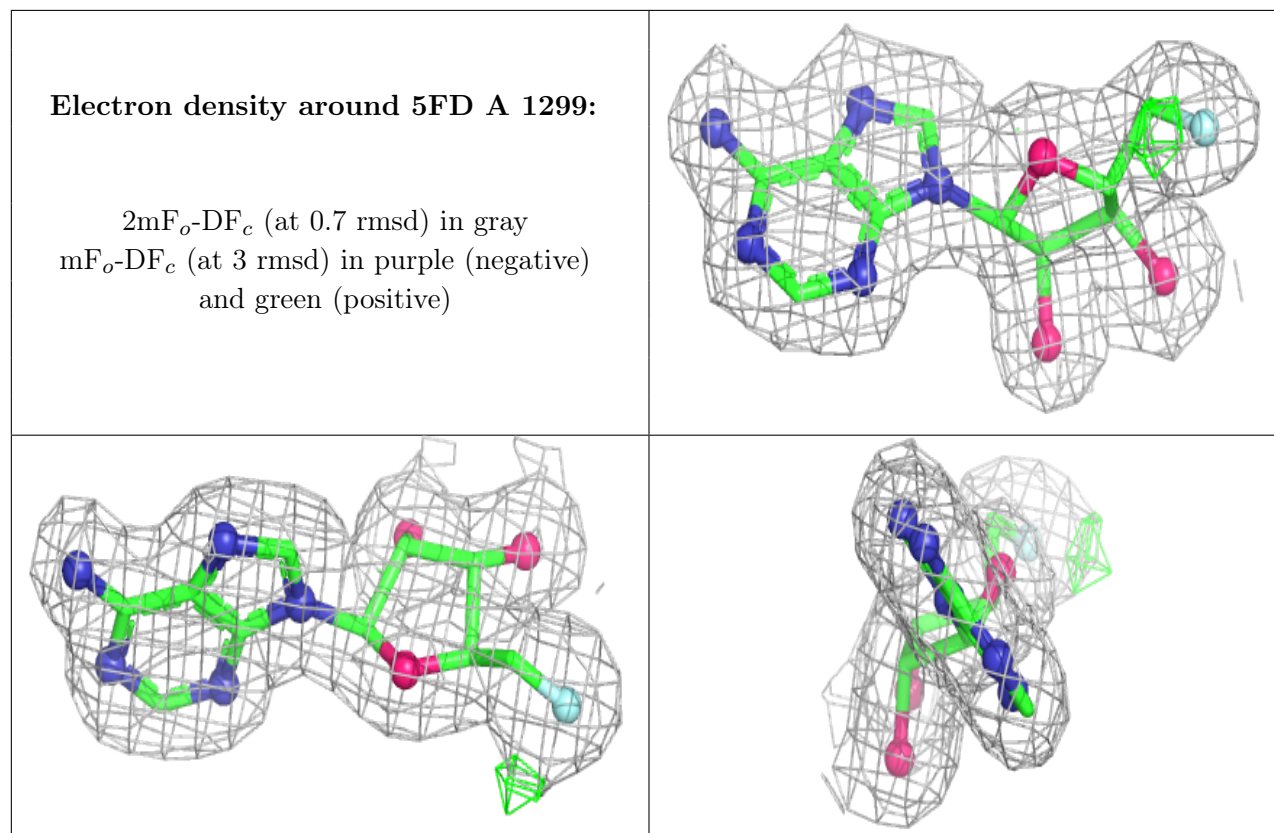 Electron density around 5FD A 1299:
2mFo-DFc (at 0.7 rmsd) in gray
mFo-DFc (at 3 rmsd) in purple (negative)
and green (positive)